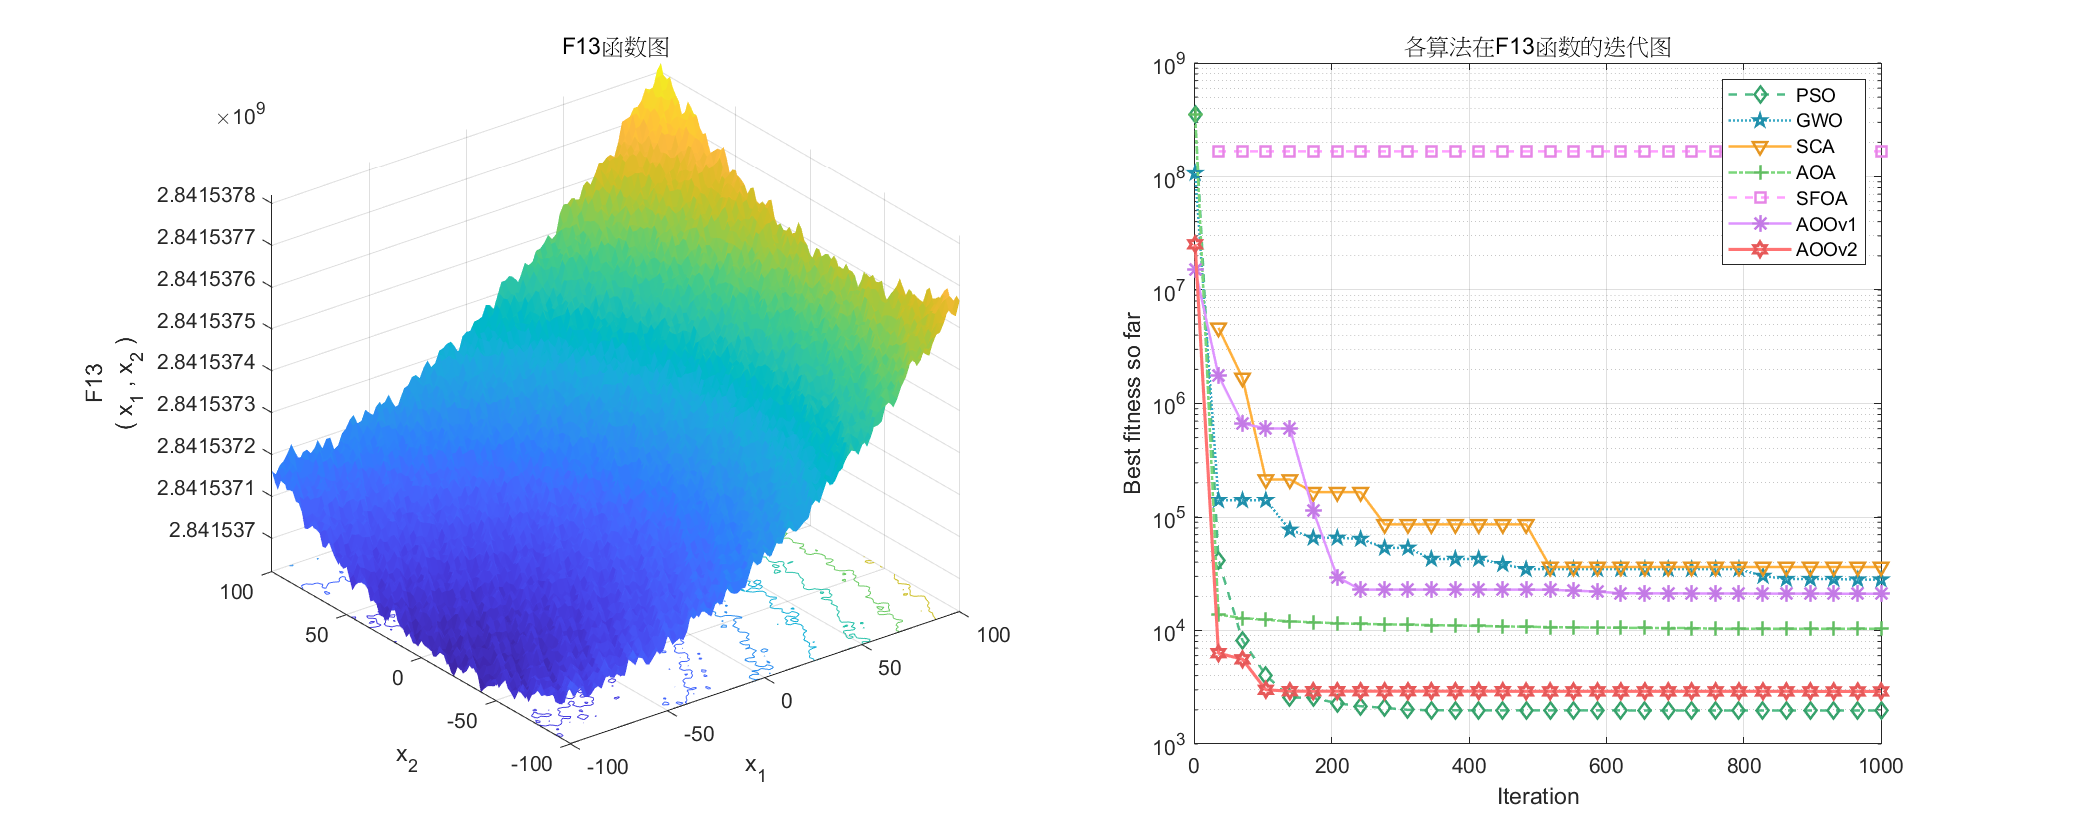 F13函数图
×10^9
2.8415378
2.8415377
2.8415376
2.8415375
2.8415374
2.8415373
2.8415372
2.8415371
2.841537
F13
( x_1 , x_2 )
100
50
0
-50
-100
x_2
-100
-50
0
50
100
x_1
各算法在F13函数的迭代图
10^9
10^8
10^7
10^6
10^5
10^4
10^3
Best fitness so far
0
200
400
600
800
1000
Iteration
PSO
GWO
SCA
AOA
SFOA
AOOv1
AOOv2